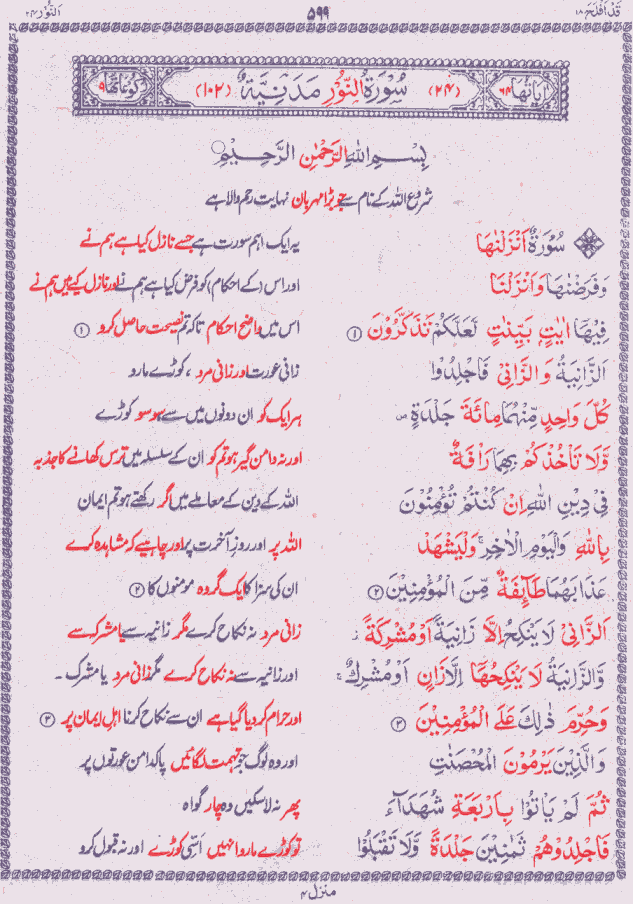 قَدْ اَفْلَحَ ١٨ ۵۹۹ اَلنُّوْر ٢٤
اٰيَاتُهَا ٦٤ (٢٤) سُوْرَةُ النُّوْرِ مَدَنِيَّةٌ (١٠٢) رُكُوْعَاتُهَا ٩
بِسْمِ اللّٰهِ الرَّحْمٰنِ الرَّحِيْمِ
شروع اللہ کے نام سے جو بڑا مہربان نہایت رحم والا ہے
سُوْرَةٌ اَنْزَلْنٰهَا یہ ایک اہم سورت ہے جسے نازل کیا ہے ہم نے
وَفَرَضْنٰهَا وَاَنْزَلْنَا اور اس (کے احکام) کو فرض کیا ہے ہم نے اور نازل کیے ہیں ہم نے
فِيْهَآ اٰيٰتٍۭ بَيِّنٰتٍ لَّعَلَّكُمْ تَذَكَّرُوْنَ ① اس میں واضح احکام تاکہ تم نصیحت حاصل کرو ①
اَلزَّانِيَةُ وَالزَّانِيْ فَاجْلِدُوْا زانی عورت اور زانی مرد ، کوڑے مارو
كُلَّ وَاحِدٍ مِّنْهُمَا مِائَةَ جَلْدَةٍ ص ہر ایک کو ان دونوں میں سے سو سو کوڑے
وَّلَا تَاْخُذْكُمْ بِهِمَا رَاْفَةٌ اور نہ دامن گیر ہو تم کو ان کے سلسلہ میں ترس کھانے کا جذبہ
فِيْ دِيْنِ اللّٰهِ اِنْ كُنْتُمْ تُؤْمِنُوْنَ اللہ کے دین کے معاملے میں اگر رکھتے ہو تم ایمان
بِاللّٰهِ وَالْيَوْمِ الْاٰخِرِ ۚ وَلْيَشْهَدْ اللہ پر اور روزِ آخرت پر اور چاہیے کہ مشاہدہ کرے
عَذَابَهُمَا طَآئِفَةٌ مِّنَ الْمُؤْمِنِيْنَ ② ان کی سزا کا ایک گروہ مومنوں کا ②
اَلزَّانِيْ لَا يَنْكِحُ اِلَّا زَانِيَةً اَوْ مُشْرِكَةً ز زانی مرد نہ نکاح کرے مگر زانیہ سے یا مشرکہ سے
وَّالزَّانِيَةُ لَا يَنْكِحُهَآ اِلَّا زَانٍ اَوْ مُشْرِكٌ ۚ اور زانیہ سے نہ نکاح کرے مگر زانی مرد یا مشرک ۔
وَحُرِّمَ ذٰلِكَ عَلَى الْمُؤْمِنِيْنَ ③ اور حرام کر دیا گیا ہے ان سے نکاح کرنا اہلِ ایمان پر ③
وَالَّذِيْنَ يَرْمُوْنَ الْمُحْصَنٰتِ اور وہ لوگ جو تہمت لگائیں پاکدامن عورتوں پر
ثُمَّ لَمْ يَاْتُوْا بِاَرْبَعَةِ شُهَدَآءَ پھر نہ لا سکیں وہ چار گواہ
فَاجْلِدُوْهُمْ ثَمٰنِيْنَ جَلْدَةً وَّلَا تَقْبَلُوْا تو کوڑے مارو انہیں اسّی کوڑے اور نہ قبول کرو
منزل ۴